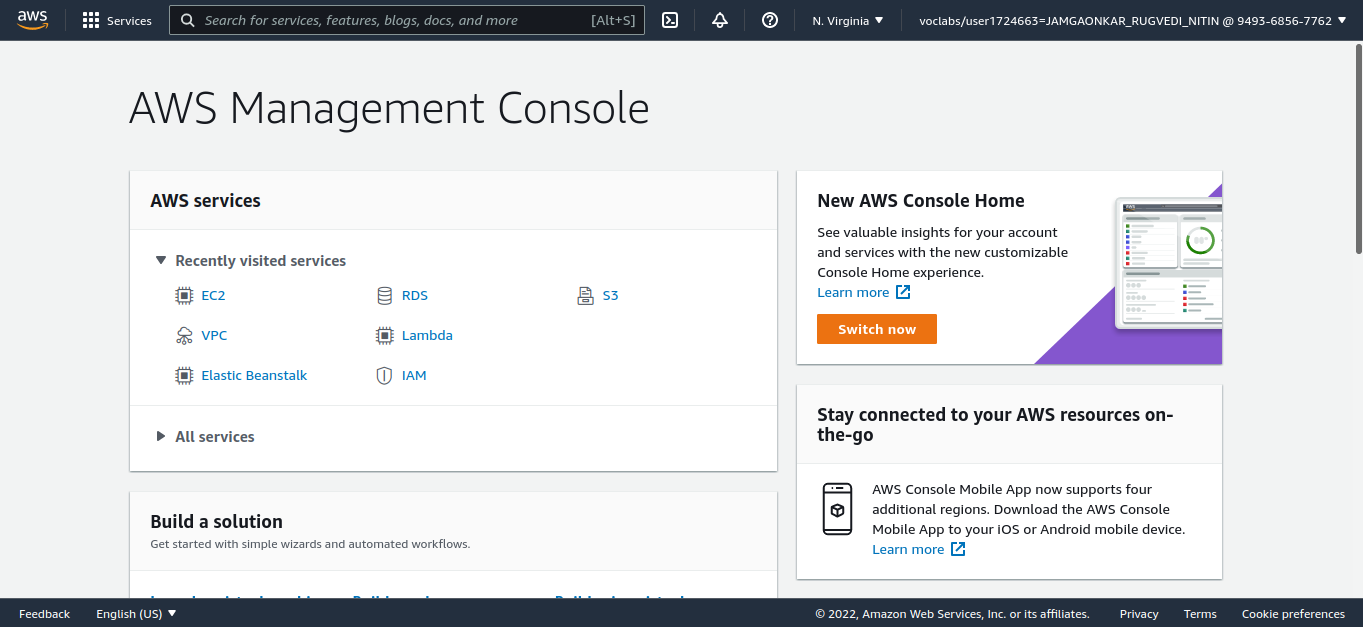 aws
Services
Search for services, features, blogs, docs, and more
[Alt+S]
N. Virginia
voclabs/user1724663=JAMGAONKAR_RUGVEDI_NITIN @ 9493-6856-7762
AWS Management Console
AWS services
Recently visited services
EC2
RDS
S3
VPC
Lambda
Elastic Beanstalk
IAM
All services
Build a solution
Get started with simple wizards and automated workflows.
New AWS Console Home
See valuable insights for your account
and services with the new customizable
Console Home experience.
Learn more
Switch now
Stay connected to your AWS resources on-
the-go
AWS Console Mobile App now supports four
additional regions. Download the AWS Console
Mobile App to your iOS or Android mobile device.
Learn more
Feedback
English (US)
© 2022, Amazon Web Services, Inc. or its affiliates.
Privacy
Terms
Cookie preferences